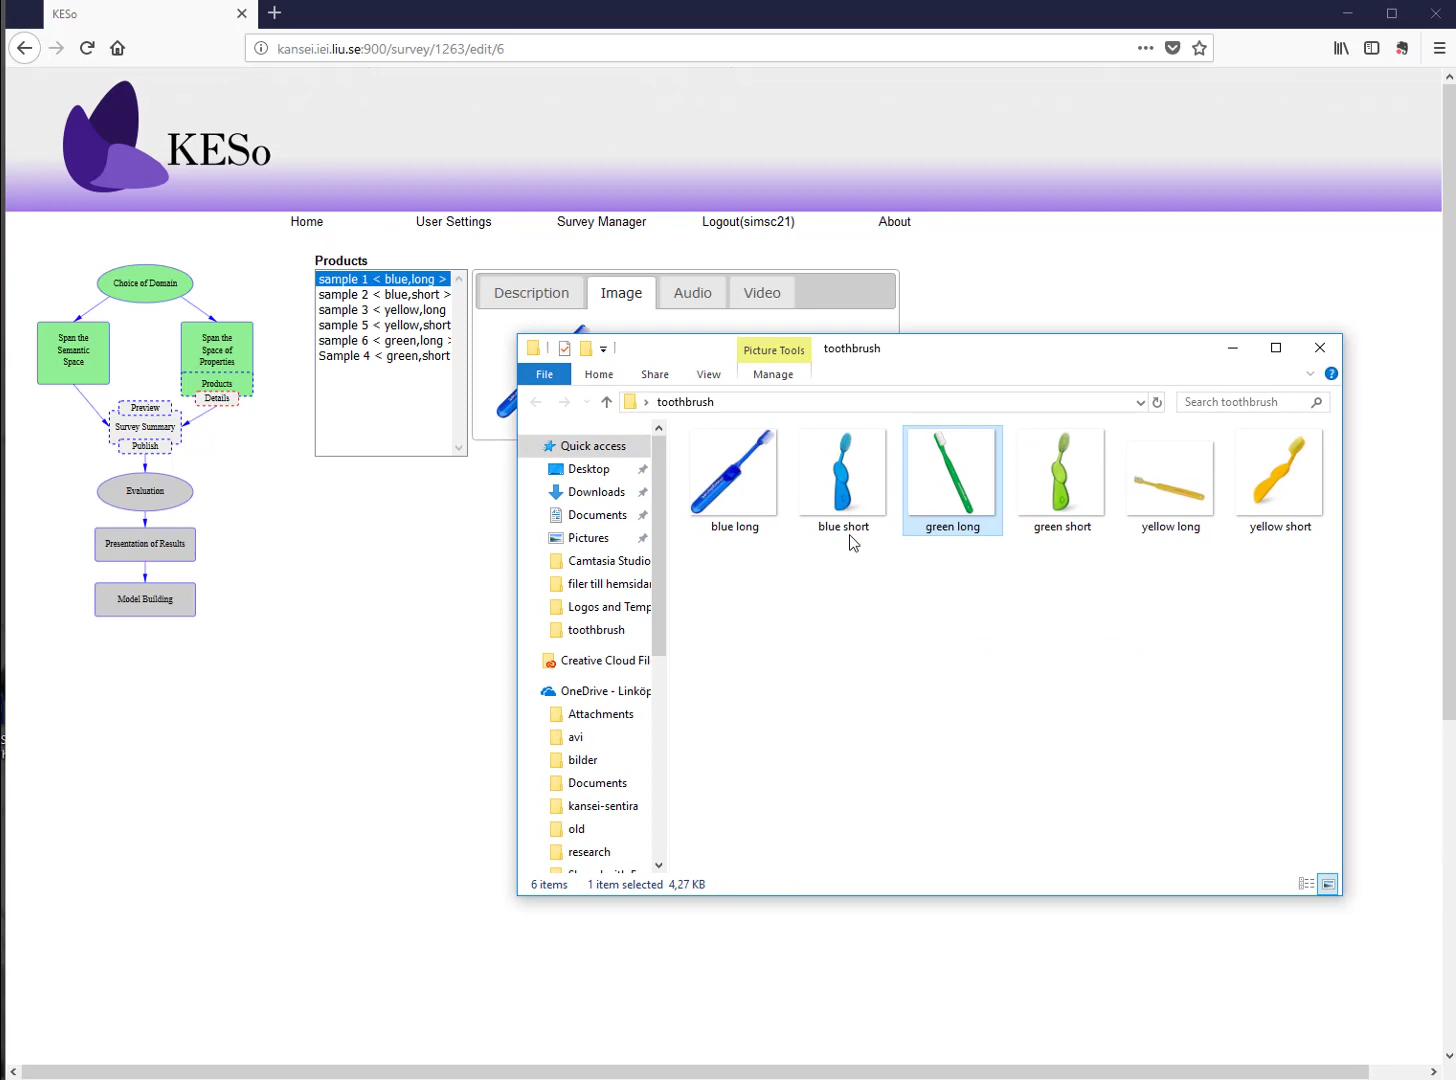 KESo
kansei.iei.liu.se:900/survey/1263/edit/6
KESo
Home
User Settings
Survey Manager
Logout(simsc21)
About
Choice of Domain
Span the
Semantic
Space
Span the
Space of
Properties
Products
Details
Preview
Survey Summary
Publish
Evaluation
Presentation of Results
Model Building
Products
sample 1 < blue,long >
sample 2 < blue,short >
sample 3 < yellow,long
sample 5 < yellow,short
sample 6 < green,long >
Sample 4 < green,short
Description
Image
Audio
Video
Picture Tools
toothbrush
File
Home
Share
View
Manage
toothbrush
Search toothbrush
Quick access
Desktop
Downloads
Documents
Pictures
Camtasia Studio
filer till hemsidan
Logos and Temp
toothbrush
Creative Cloud Fil
OneDrive - Linköp
Attachments
avi
bilder
Documents
kansei-sentira
old
research
blue long
blue short
green long
green short
yellow long
yellow short
6 items
1 item selected 4,27 KB